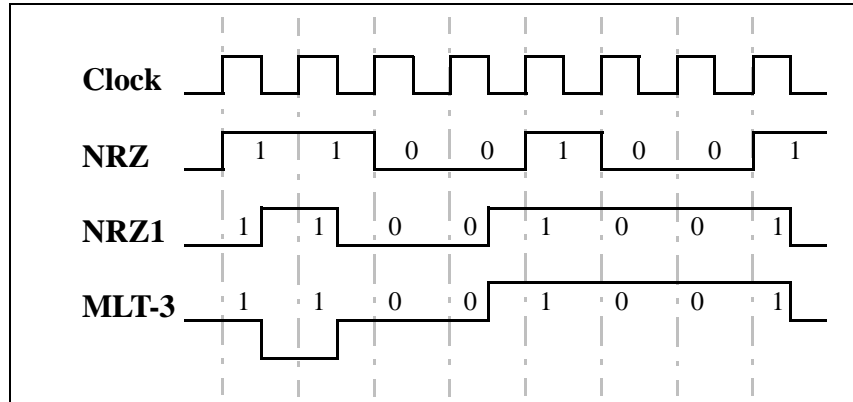 Clock
NRZ 1 1 0 0 1 0 0 1
NRZ1 1 1 0 0 1 0 0 1
MLT-3 1 1 0 0 1 0 0 1